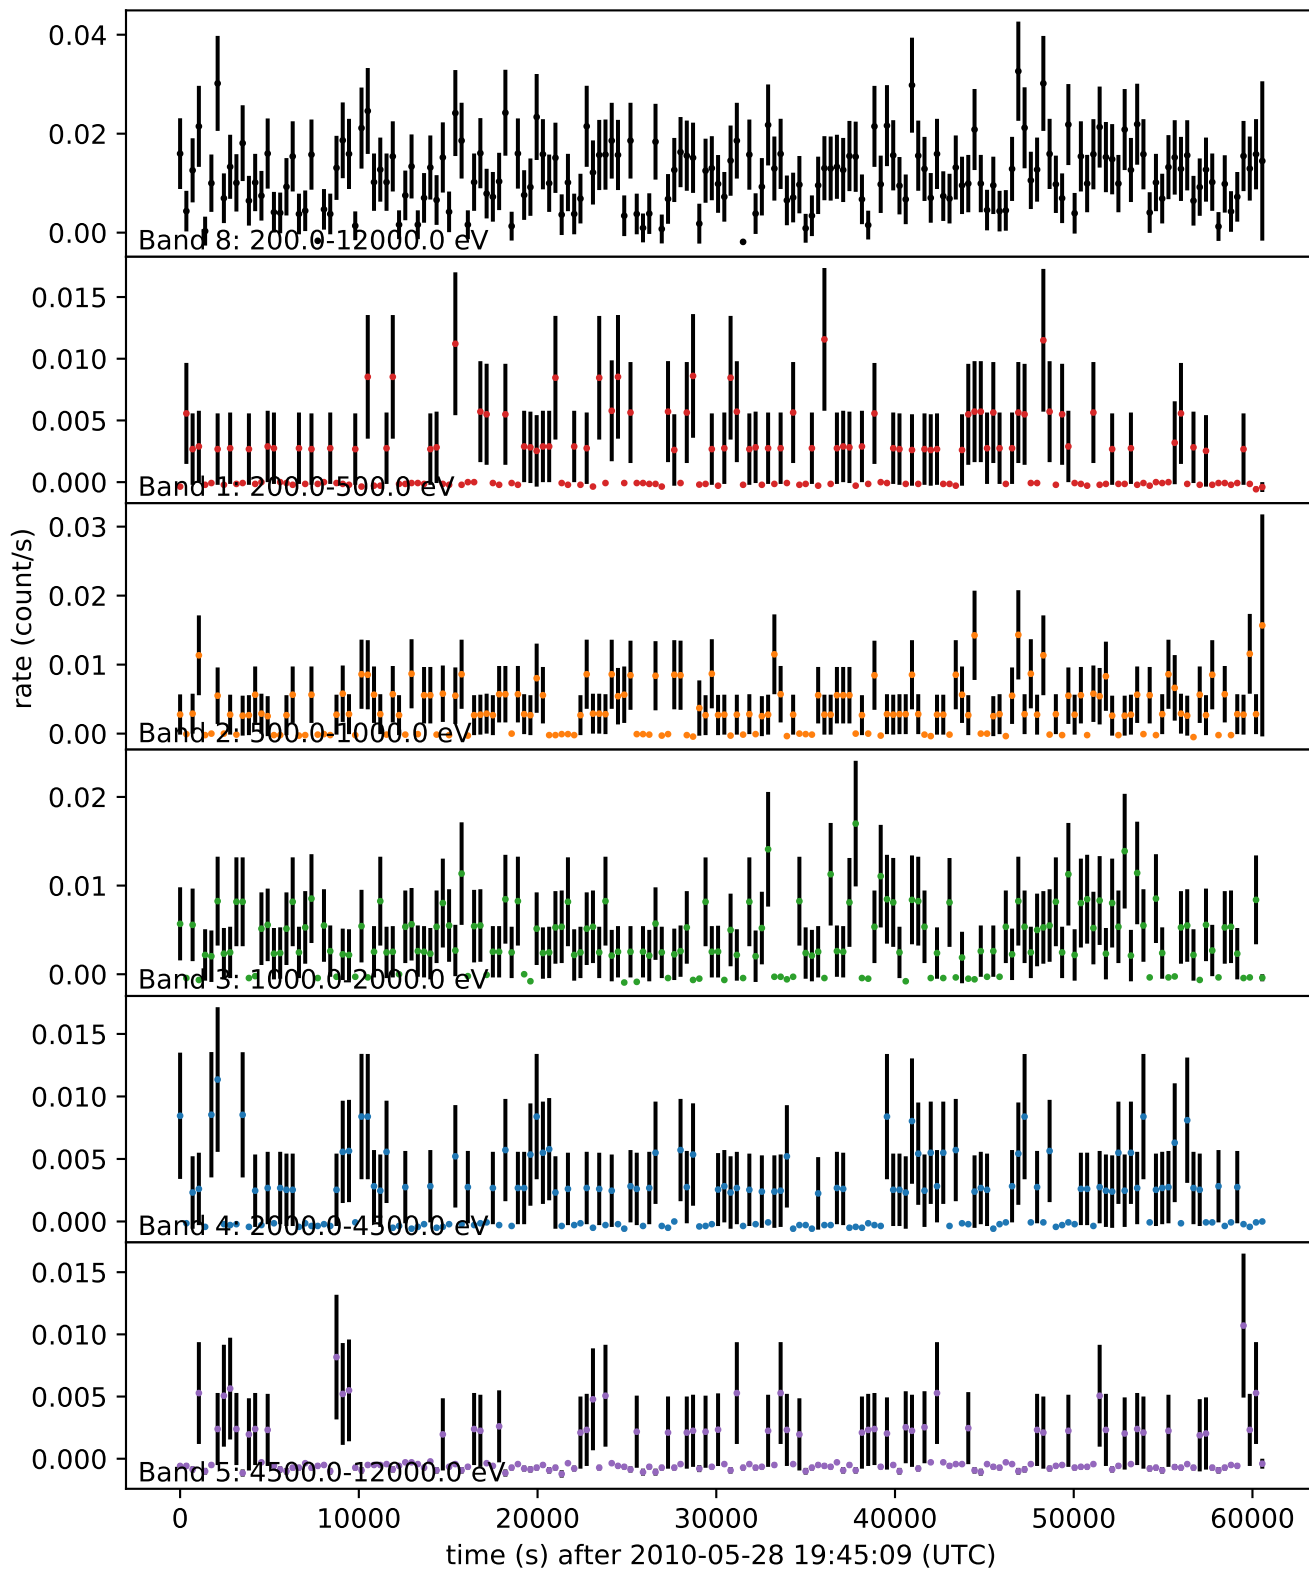 rate (count/s)
0.04
0.02
0.00
Band 8: 200.0-12000.0 eV
0.015
0.010
0.005
0.000
Band 1: 200.0-500.0 eV
0.03
0.02
0.01
0.00
Band 2: 500.0-1000.0 eV
0.02
0.01
0.00
Band 3: 1000.0-2000.0 eV
0.015
0.010
0.005
0.000
Band 4: 2000.0-4500.0 eV
0.015
0.010
0.005
0.000
Band 5: 4500.0-12000.0 eV
0 10000 20000 30000 40000 50000 60000
time (s) after 2010-05-28 19:45:09 (UTC)